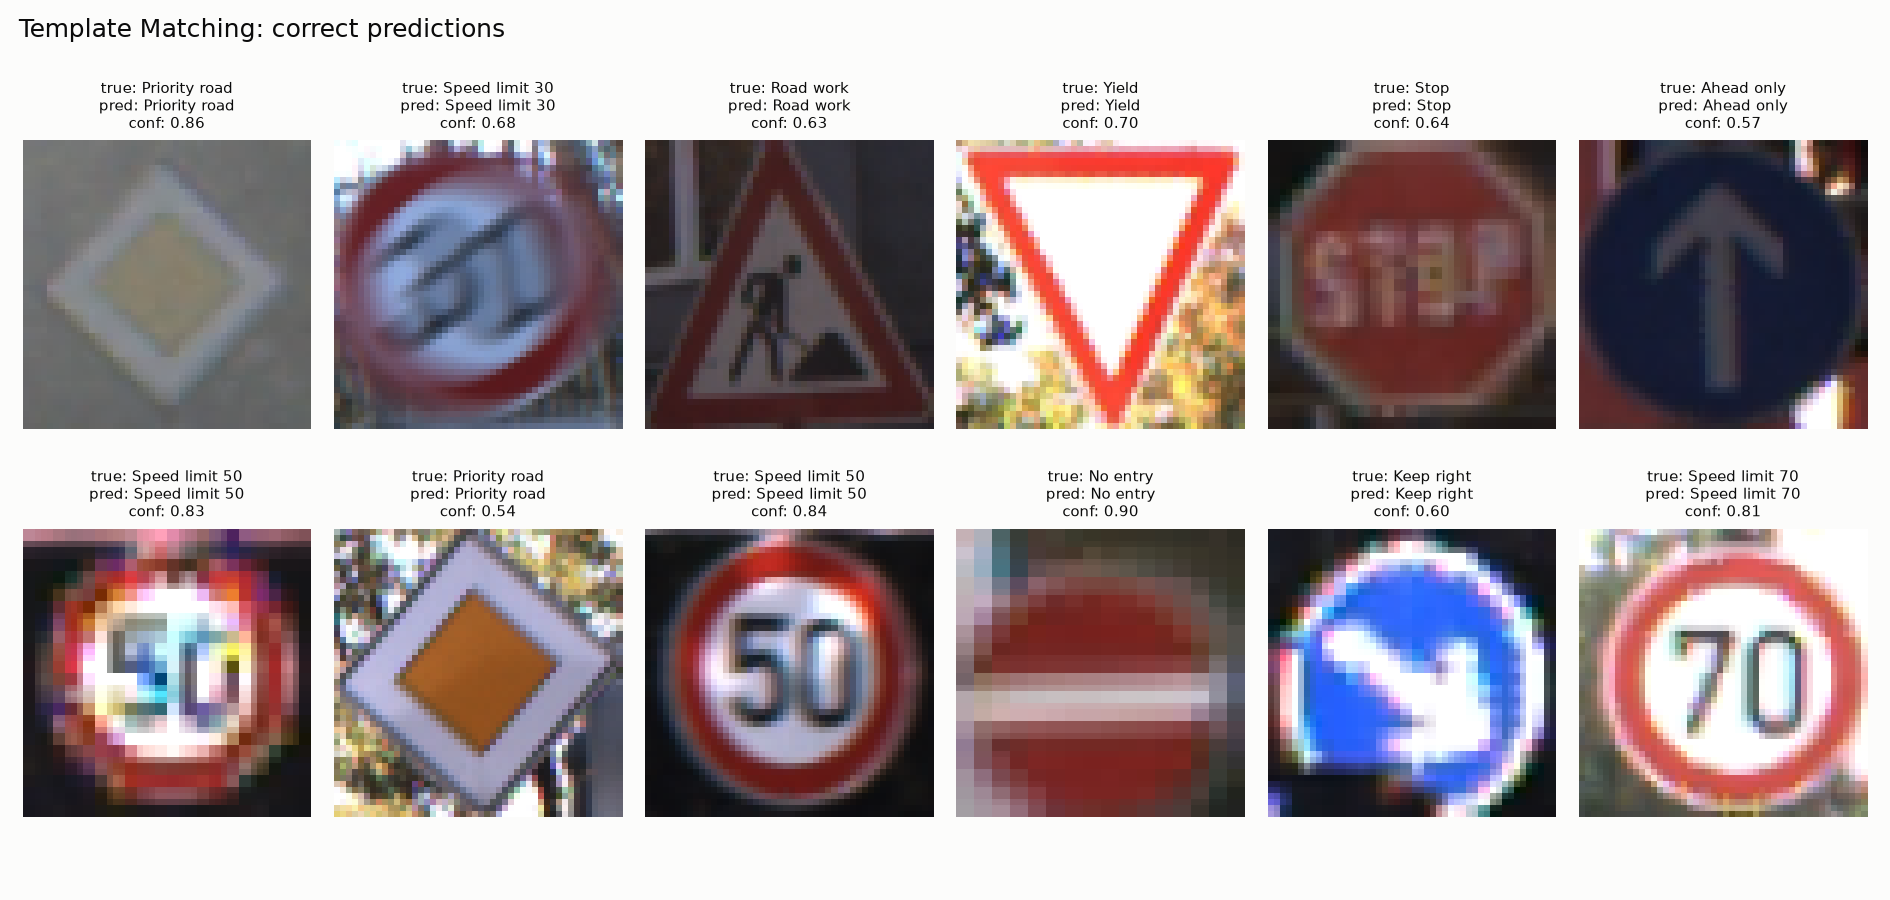 Template Matching: correct predictions
true: Priority road
pred: Priority road
conf: 0.86
true: Speed limit 30
pred: Speed limit 30
conf: 0.68
true: Road work
pred: Road work
conf: 0.63
true: Yield
pred: Yield
conf: 0.70
true: Stop
pred: Stop
conf: 0.64
true: Ahead only
pred: Ahead only
conf: 0.57
STOP
true: Speed limit 50
pred: Speed limit 50
conf: 0.83
true: Priority road
pred: Priority road
conf: 0.54
true: Speed limit 50
pred: Speed limit 50
conf: 0.84
true: No entry
pred: No entry
conf: 0.90
true: Keep right
pred: Keep right
conf: 0.60
true: Speed limit 70
pred: Speed limit 70
conf: 0.81
50
50
70